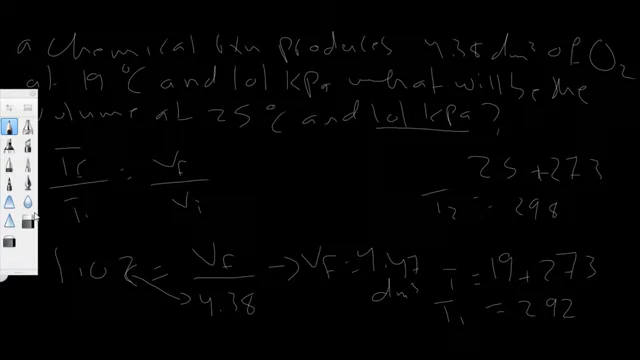 a chemical rxn produces 4.38 dm³ of O₂
at 19 °C and 101 kPa what will be the
volume at 25 °C and 101 kPa?
Tf / Ti = Vf / Vi
25 + 273
T₂ = 298
1.02 = Vf / 4.38 → Vf = 4.47 dm³
T = 19 + 273
T₁ = 292